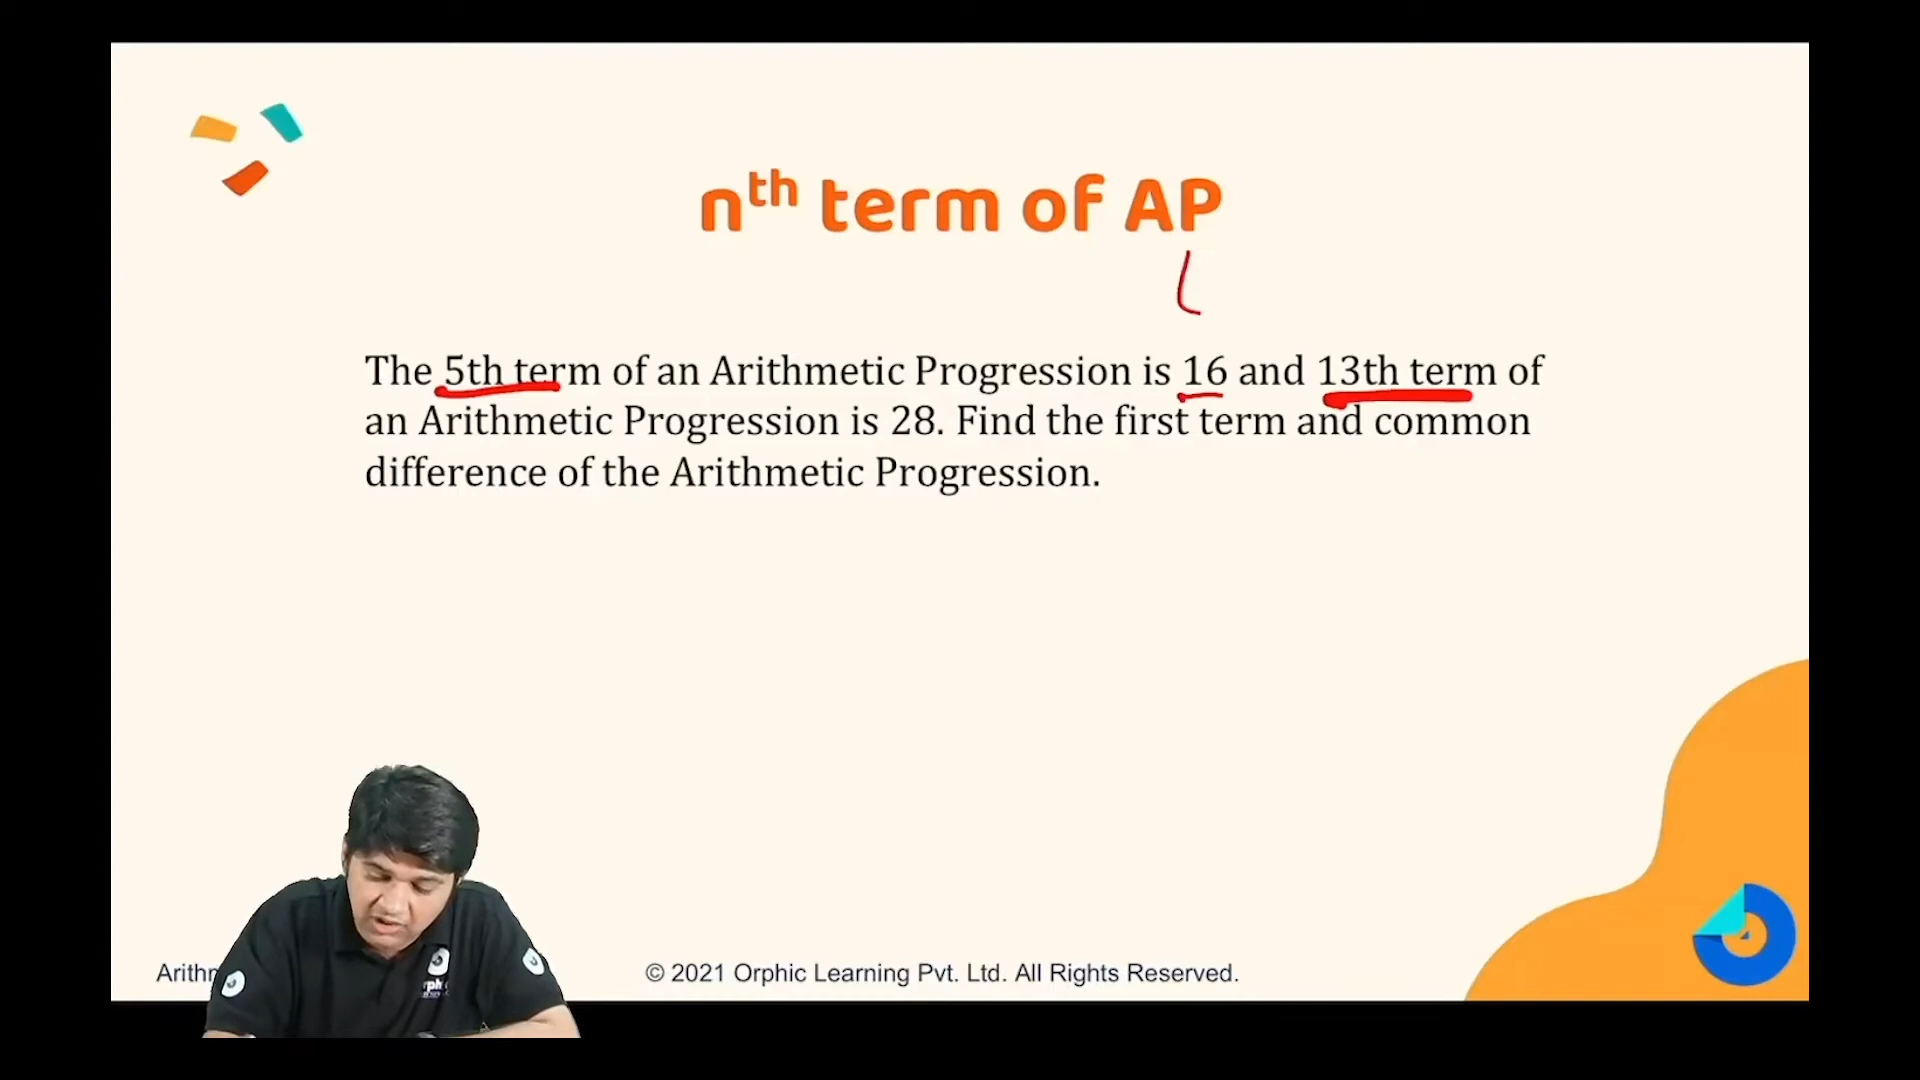 nth term of AP
The 5th term of an Arithmetic Progression is 16 and 13th term of
an Arithmetic Progression is 28. Find the first term and common
difference of the Arithmetic Progression.
© 2021 Orphic Learning Pvt. Ltd. All Rights Reserved.